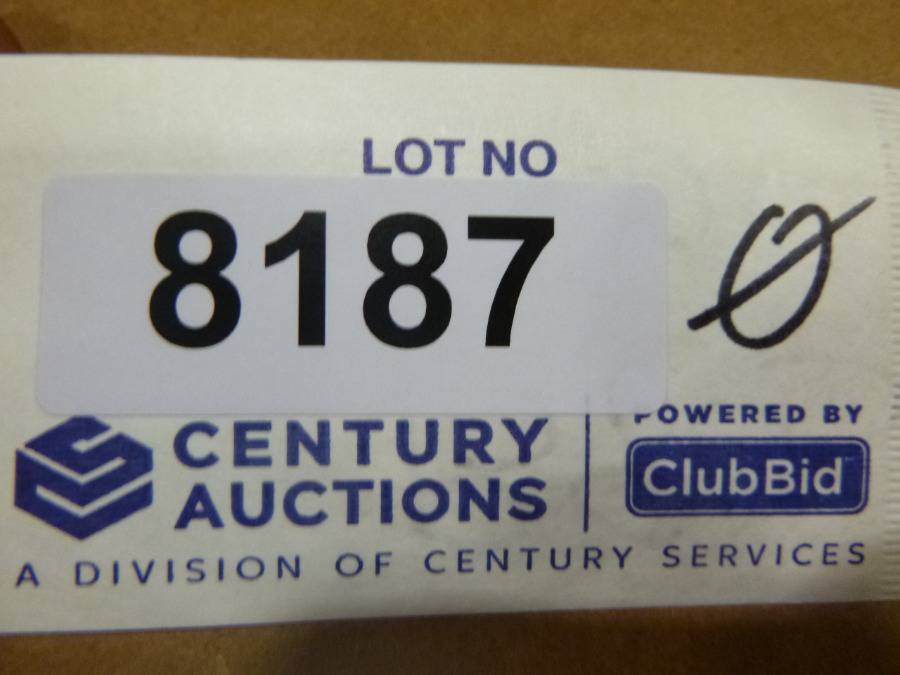 LOT NO
8187
Ø
CENTURY
AUCTIONS
POWERED BY
ClubBid
A DIVISION OF CENTURY SERVICES